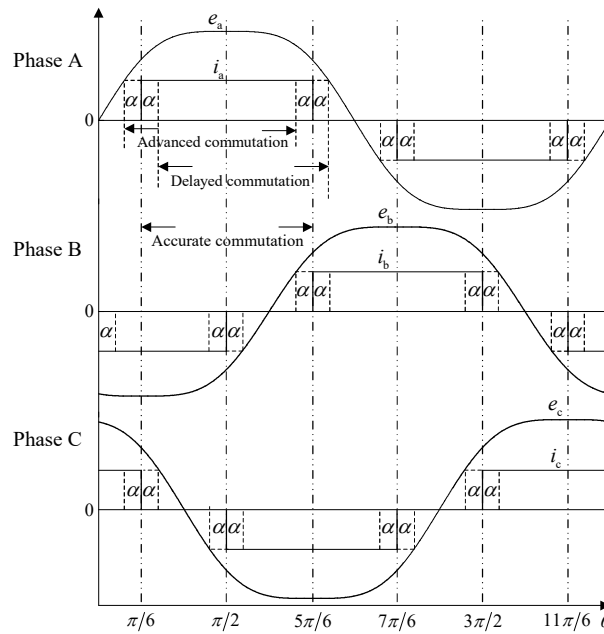 e_a
Phase A
i_a
α α α α
0
α α α α
Advanced commutation
Delayed commutation
e_b
Accurate commutation
Phase B
i_b
α α α α
0
α α α α α
e_c
Phase C
i_c
α α α α
0
α α α α
π/6 π/2 5π/6 7π/6 3π/2 11π/6